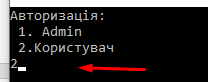 Авторизація:
1. Admin
2.Користувач
2